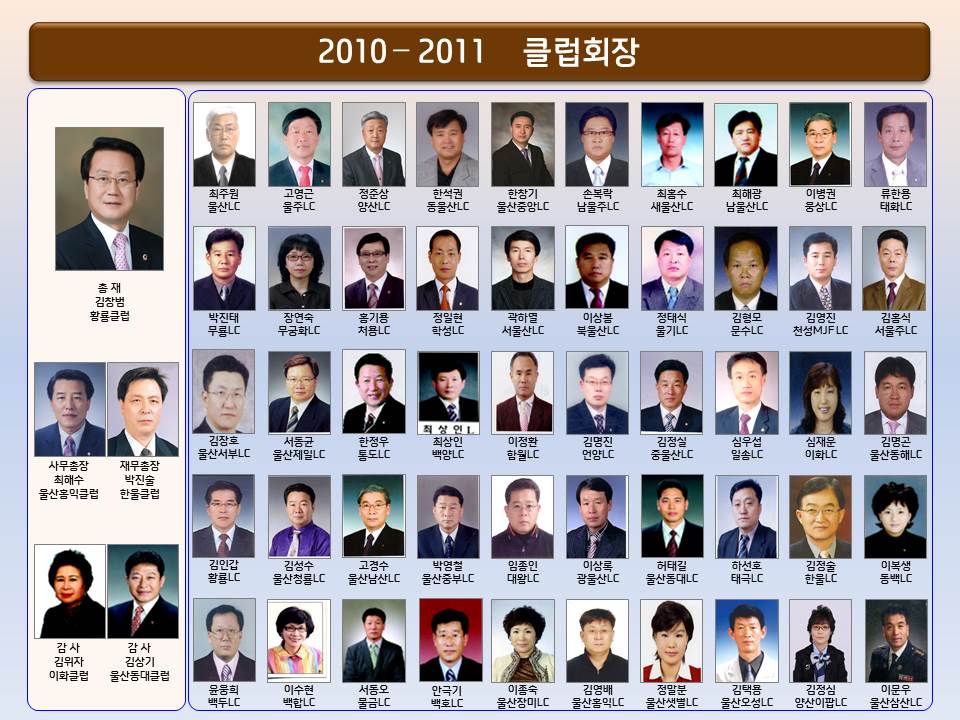 2010 – 2011 클럽회장
총 재
김창범
황룡클럽
사무총장
최해수
울산홍익클럽
재무총장
박진술
한울클럽
감 사
김위자
이화클럽
감 사
김상기
울산동대클럽
최주원
울산LC
고영근
울주LC
정준상
양산LC
한석권
동울산LC
한창기
울산중앙LC
손복락
남울주LC
최홍수
새울산LC
최해광
남울산LC
이병권
웅상LC
류한용
태화LC
박진태
무룡LC
장연숙
무궁화LC
홍기용
처용LC
정일현
학성LC
곽하열
서울산LC
이상봉
북울산LC
정태식
울기LC
김형모
문수LC
김영진
천성MJF LC
김홍식
서울주LC
김장호
울산서부LC
서동균
울산제일LC
한정우
통도LC
최 상 인 L
최상인
백양LC
이정환
함월LC
김명진
언양LC
김정실
중울산LC
심우섭
일송LC
심재운
이화LC
김명곤
울산동해LC
김인갑
황룡LC
김성수
울산청룡LC
고경수
울산남산LC
박영철
울산중부LC
임종인
대왕LC
이상록
광울산LC
허태길
울산동대LC
하선호
태극LC
김정술
한울LC
이복생
동백LC
윤웅희
백두LC
이수현
백합LC
서동오
물금LC
안극기
백호LC
이종숙
울산장미LC
김영배
울산홍익LC
정말분
울산샛별LC
김택용
울산오성LC
김정심
양산이팝LC
이문우
울산삼산LC